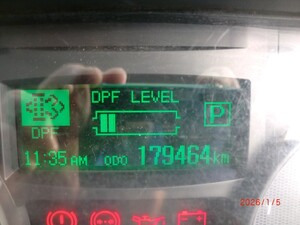 DPF LEVEL
DPF
P
11:35 AM ODO 179464 km
2026/1/5